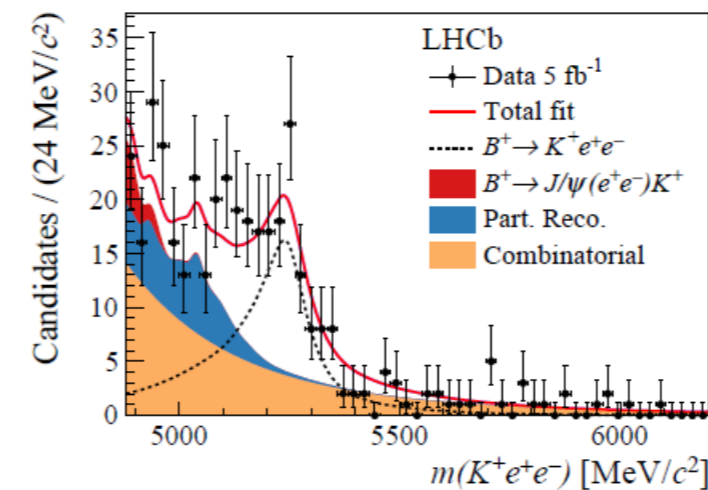 Candidates / (24 MeV/c²)
35
30
25
20
15
10
5
0
LHCb
Data 5 fb⁻¹
Total fit
B⁺ → K⁺e⁺e⁻
B⁺ → J/ψ(e⁺e⁻)K⁺
Part. Reco.
Combinatorial
5000 5500 6000
m(K⁺e⁺e⁻) [MeV/c²]